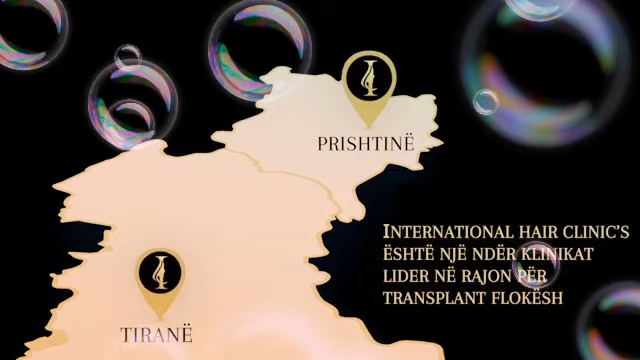 PRISHTINË
INTERNATIONAL HAIR CLINIC'S
ËSHTË NJË NDËR KLINIKAT
LIDER NË RAJON PËR
TRANSPLANT FLOKËSH
TIRANË